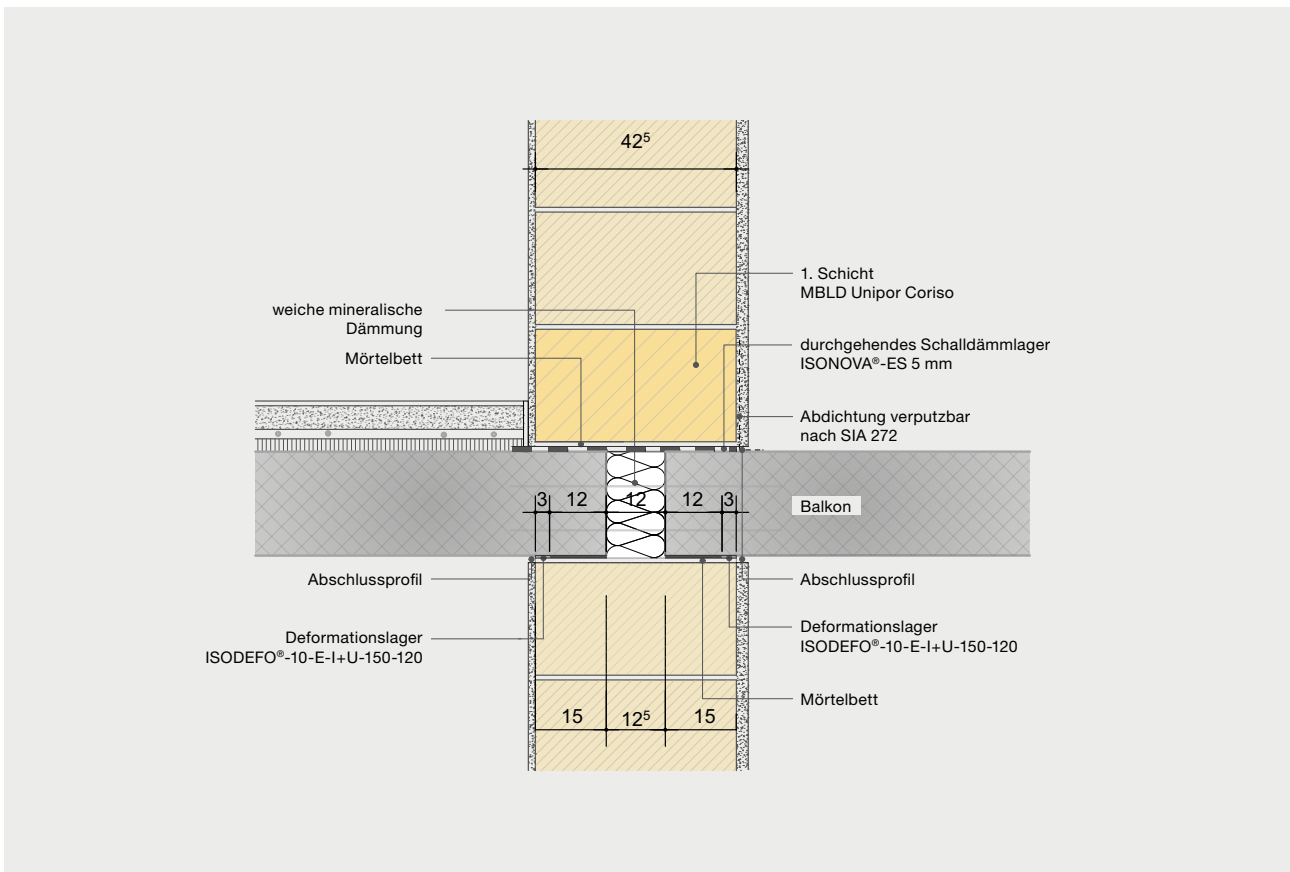 42⁵
1. Schicht
MBLD Unipor Coriso
weiche mineralische
Dämmung
durchgehendes Schalldämmlager
ISONOVA®-ES 5 mm
Mörtelbett
Abdichtung verputzbar
nach SIA 272
3 12 12 12 3
Balkon
Abschlussprofil
Abschlussprofil
Deformationslager
ISODEFO®-10-E-I+U-150-120
Deformationslager
ISODEFO®-10-E-I+U-150-120
Mörtelbett
15 12⁵ 15